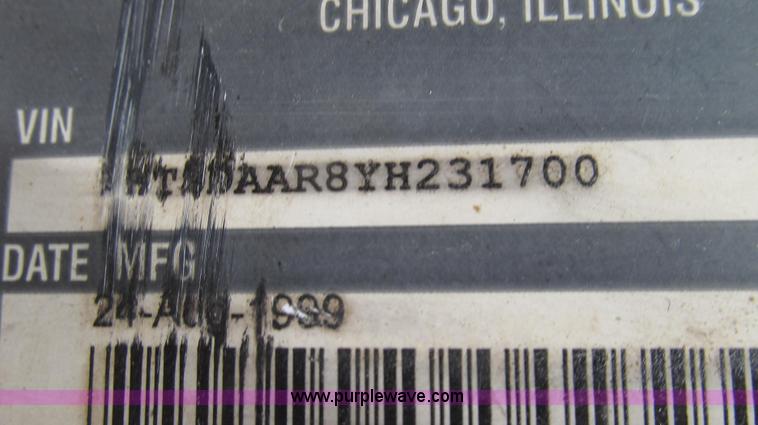 CHICAGO, ILLINOIS
VIN
DATE MFG
24-Aug-1999
www.purplewave.com